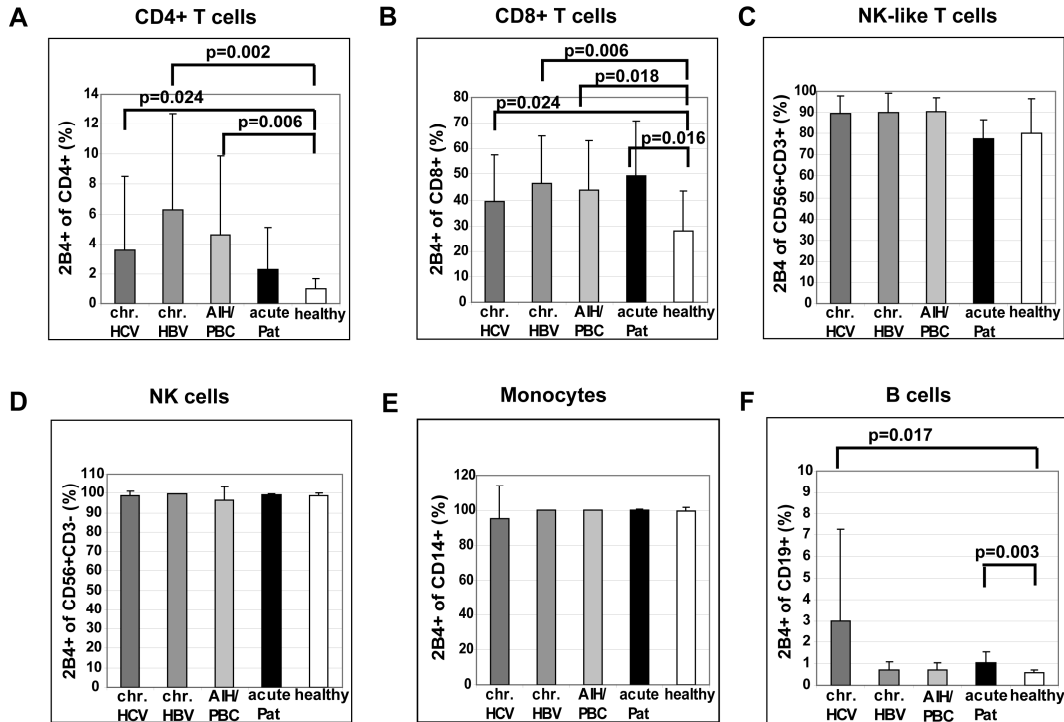 A
CD4+ T cells
p=0.002
p=0.024
p=0.006
2B4+ of CD4+ (%)
14
12
10
8
6
4
2
0
chr. chr. AIH/ acute healthy
HCV HBV PBC Pat
B
CD8+ T cells
p=0.006
p=0.018
p=0.024
p=0.016
2B4+ of CD8+ (%)
80
70
60
50
40
30
20
10
0
chr. chr. AIH/ acute healthy
HCV HBV PBC Pat
C
NK-like T cells
2B4 of CD56+CD3+ (%)
100
90
80
70
60
50
40
30
20
10
0
chr. chr. AIH/ acute healthy
HCV HBV PBC Pat
D
NK cells
2B4+ of CD56+CD3- (%)
110
100
90
80
70
60
50
40
30
20
10
0
chr. chr. AIH/ acute healthy
HCV HBV PBC Pat
E
Monocytes
2B4+ of CD14+ (%)
120
100
80
60
40
20
0
chr. chr. AIH/ acute healthy
HCV HBV PBC Pat
F
B cells
p=0.017
p=0.003
2B4+ of CD19+ (%)
10
9
8
7
6
5
4
3
2
1
0
chr. chr. AIH/ acute healthy
HCV HBV PBC Pat